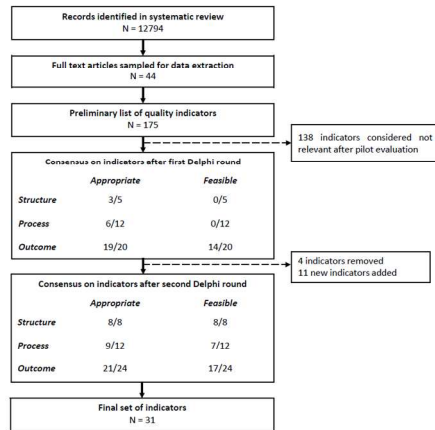 Records identified in systematic review
N = 12794
Full text articles sampled for data extraction
N = 44
Preliminary list of quality indicators
N = 175
138 indicators considered not
relevant after pilot evaluation
Consensus on indicators after first Delphi round
Appropriate Feasible
Structure 3/5 0/5
Process 6/12 0/12
Outcome 19/20 14/20
4 indicators removed
11 new indicators added
Consensus on indicators after second Delphi round
Appropriate Feasible
Structure 8/8 8/8
Process 9/12 7/12
Outcome 21/24 17/24
Final set of indicators
N = 31